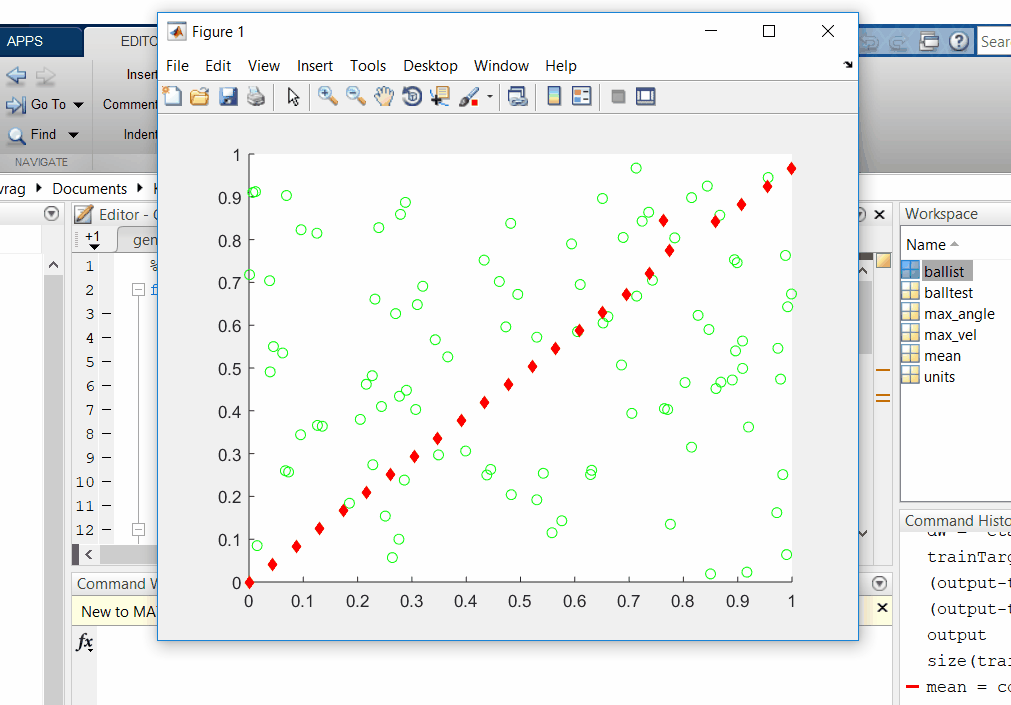 Figure 1
File Edit View Insert Tools Desktop Window Help
APPS
EDITO
Sear
Insert
Go To
Commen
Find
Indent
NAVIGATE
vrag Documents
Editor -
+1
gen
1 %
2 f
3 –
4 –
5 –
6 –
7 –
8 –
9 –
10 –
11 –
12 –
1
0.9
0.8
0.7
0.6
0.5
0.4
0.3
0.2
0.1
0
0 0.1 0.2 0.3 0.4 0.5 0.6 0.7 0.8 0.9 1
Command W
New to MA
fx
Workspace
Name
ballist
balltest
max_angle
max_vel
mean
units
Command Histo
trainTarg
(output-t
(output-t
output
size(trai
mean = co